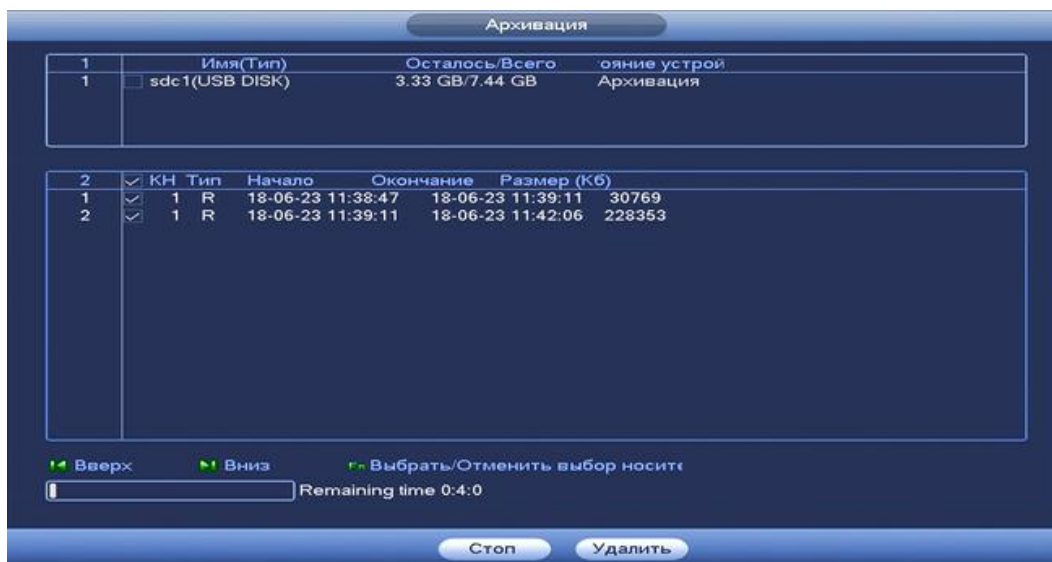 Архивация
1 Имя(Тип) Осталось/Всего ояние устрой
1 sdc1(USB DISK) 3.33 GB/7.44 GB Архивация
2 КН Тип Начало Окончание Размер (Кб)
1 1 R 18-06-23 11:38:47 18-06-23 11:39:11 30769
2 1 R 18-06-23 11:39:11 18-06-23 11:42:06 228353
Вверх Вниз Fn Выбрать/Отменить выбор носите
Remaining time 0:4:0
Стоп Удалить